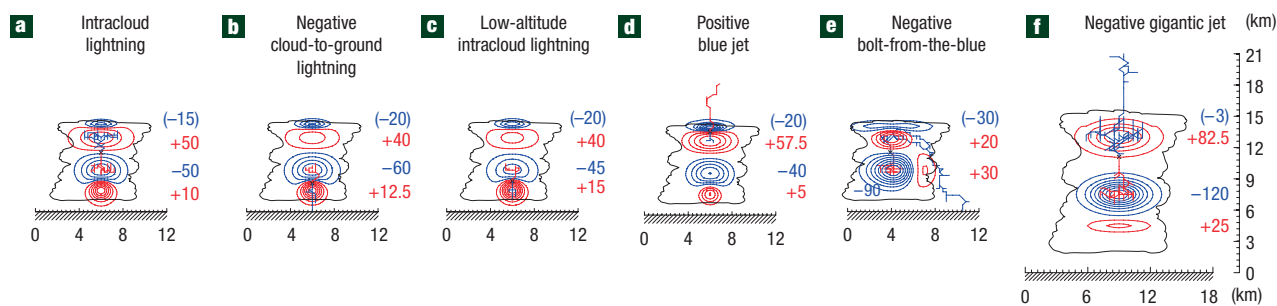 a
Intracloud
lightning
(–15)
+50
–50
+10
0 4 8 12
b
Negative
cloud-to-ground
lightning
(–20)
+40
–60
+12.5
0 4 8 12
c
Low-altitude
intracloud lightning
(–20)
+40
–45
+15
0 4 8 12
d
Positive
blue jet
(–20)
+57.5
–40
+5
0 4 8 12
e
Negative
bolt-from-the-blue
(–30)
+20
+30
–90
0 4 8 12
f
Negative gigantic jet
(km)
(–3)
+82.5
–120
+25
21
18
15
12
9
6
3
0
0 6 12 18 (km)